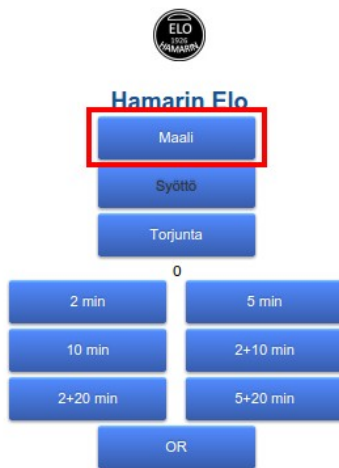 ELO
1926
HAMARIN
Hamarin Elo
Maali
Syöttö
Torjunta
0
2 min
5 min
10 min
2+10 min
2+20 min
5+20 min
OR